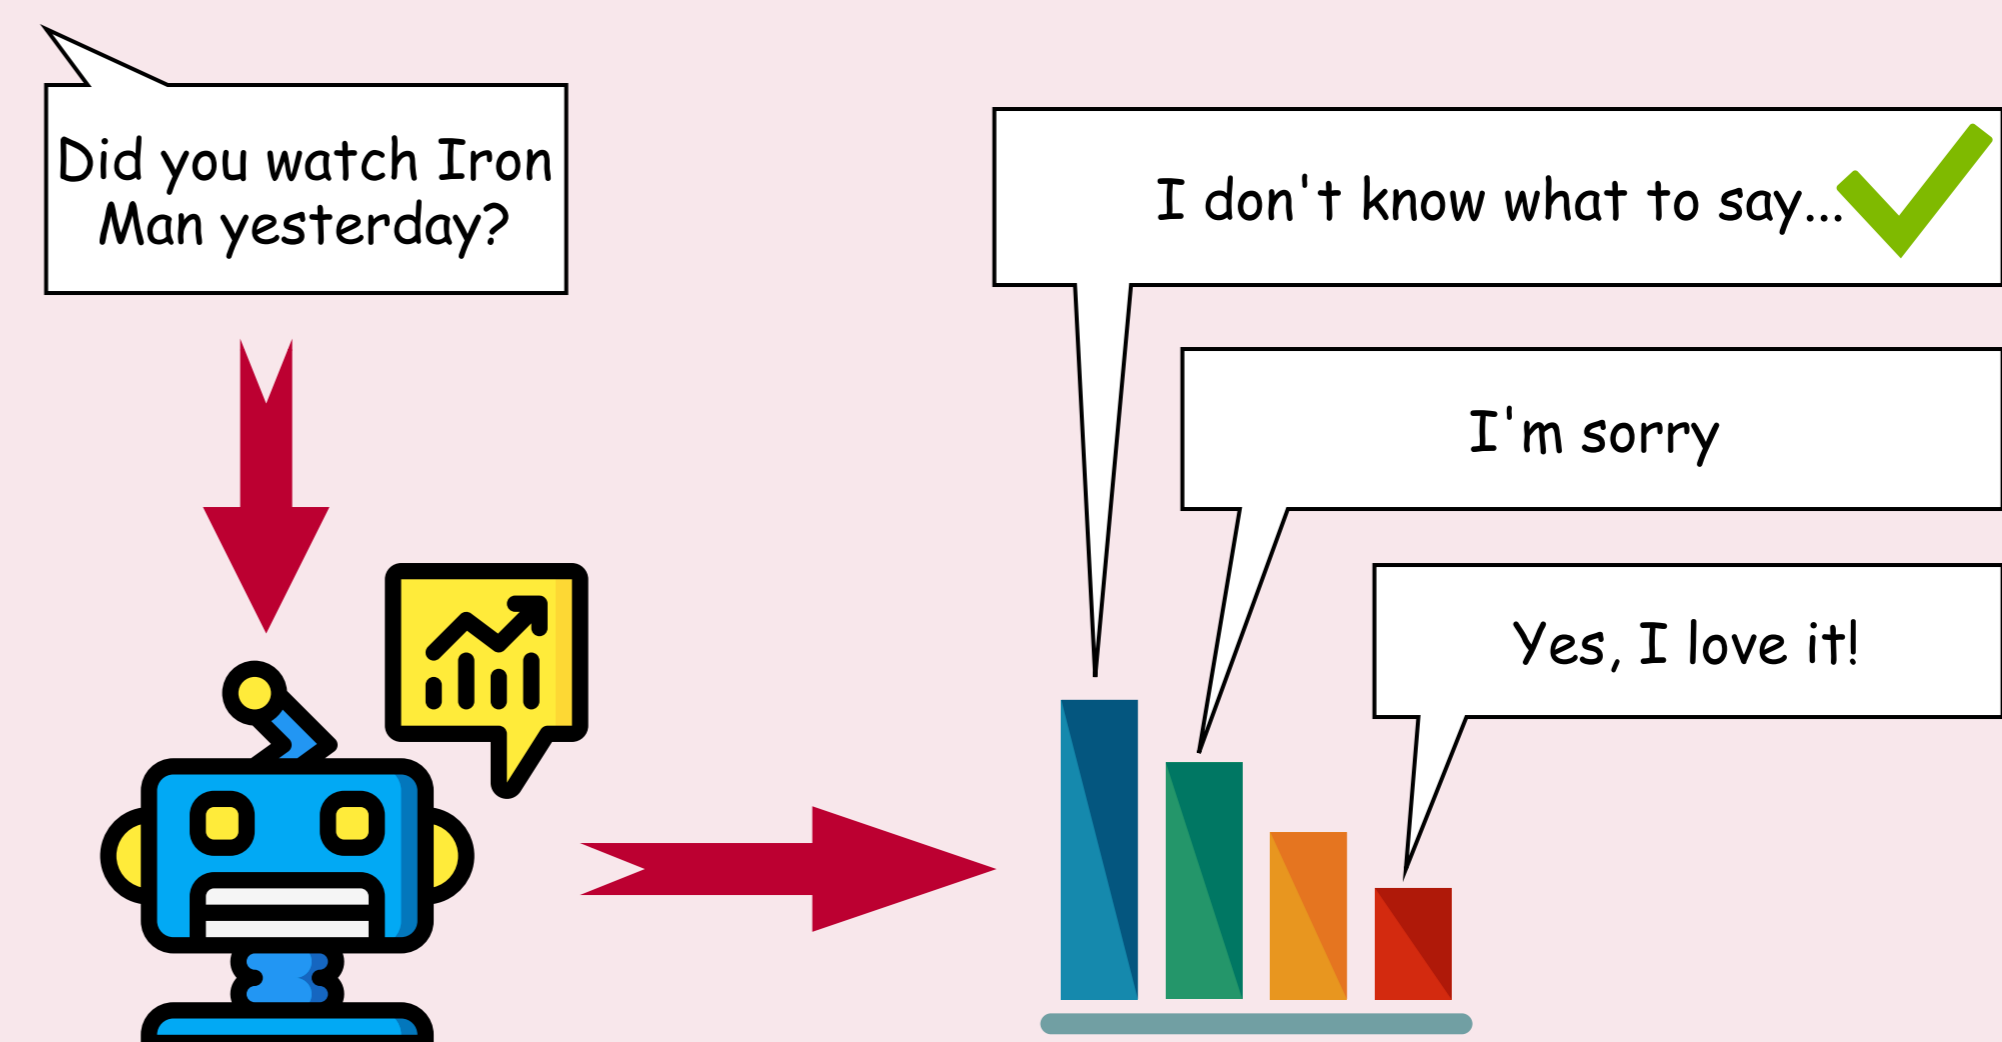 Did you watch Iron
Man yesterday?
I don't know what to say...
I'm sorry
Yes, I love it!